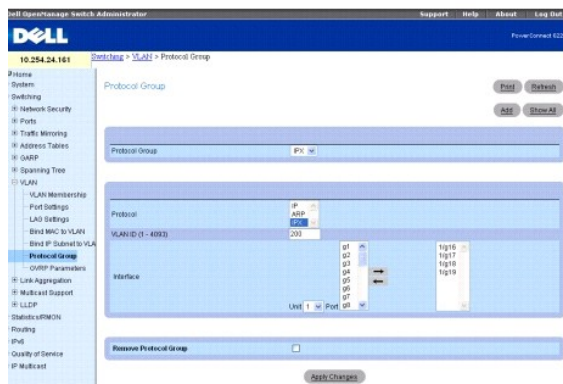 Dell OpenManage Switch Administrator
Support Help About Log Out
DELL
PowerConnect 622
10.254.24.161
Switching > VLAN > Protocol Group
Home
System
Switching
Network Security
Ports
Traffic Mirroring
Address Tables
GARP
Spanning Tree
VLAN
VLAN Membership
Port Settings
LAG Settings
Bind MAC to VLAN
Bind IP Subnet to VLA
Protocol Group
GVRP Parameters
Link Aggregation
Multicast Support
LLDP
Statistics/RMON
Routing
IPv6
Quality of Service
IP Multicast
Protocol Group
Print Refresh
Add Show All
Protocol Group IPX
Protocol
IP
ARP
IPX
VLAN ID (1 - 4093) 200
Interface
Unit 1 Port
g1
g2
g3
g4
g5
g6
g7
g8
1/g16
1/g17
1/g18
1/g19
Remove Protocol Group
Apply Changes